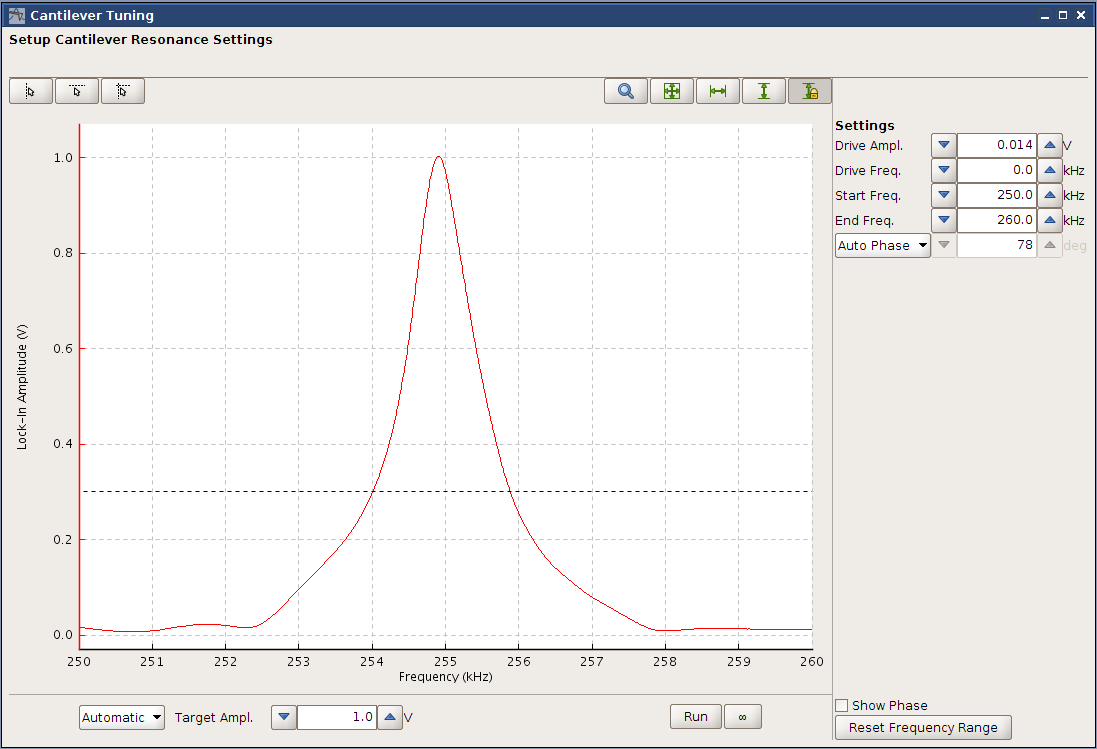 Cantilever Tuning
Setup Cantilever Resonance Settings
Settings
Drive Ampl. 0.014 V
Drive Freq. 0.0 kHz
Start Freq. 250.0 kHz
End Freq. 260.0 kHz
Auto Phase 78 deg
1.0
0.8
0.6
0.4
0.2
0.0
Lock-In Amplitude (V)
250 251 252 253 254 255 256 257 258 259 260
Frequency (kHz)
Automatic Target Ampl. 1.0 V Run ∞
Show Phase
Reset Frequency Range